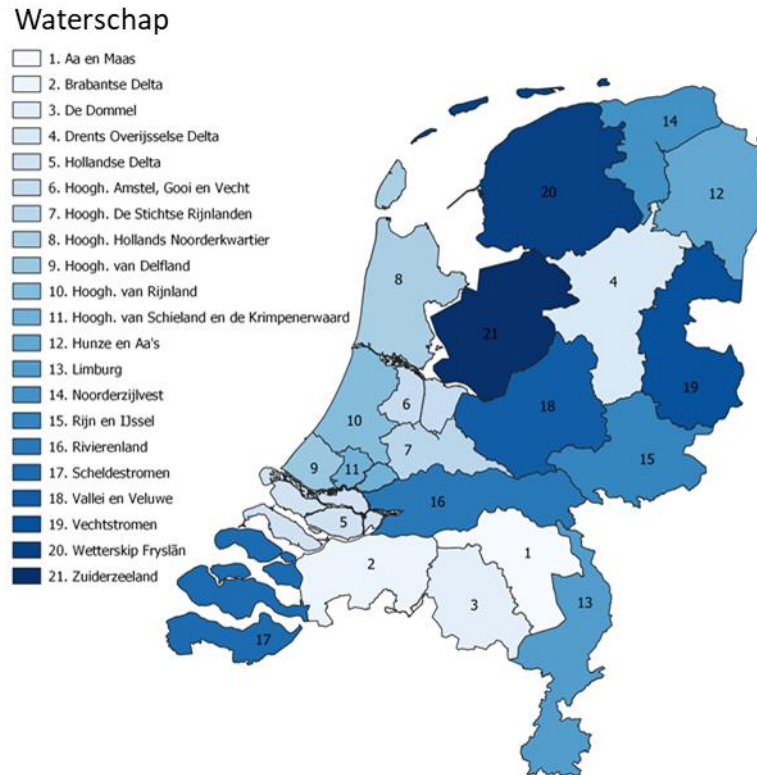 Waterschap
1. Aa en Maas
2. Brabantse Delta
3. De Dommel
4. Drents Overijsselse Delta
5. Hollandse Delta
6. Hoogh. Amstel, Gooi en Vecht
7. Hoogh. De Stichtse Rijnlanden
8. Hoogh. Hollands Noorderkwartier
9. Hoogh. van Delfland
10. Hoogh. van Rijnland
11. Hoogh. van Schieland en de Krimpenerwaard
12. Hunze en Aa's
13. Limburg
14. Noorderzijlvest
15. Rijn en IJssel
16. Rivierenland
17. Scheldestromen
18. Vallei en Veluwe
19. Vechtstromen
20. Wetterskip Fryslãn
21. Zuiderzeeland
14
20
12
8
4
21
19
6
18
10
7
9
11
15
16
5
1
2
3
13
17